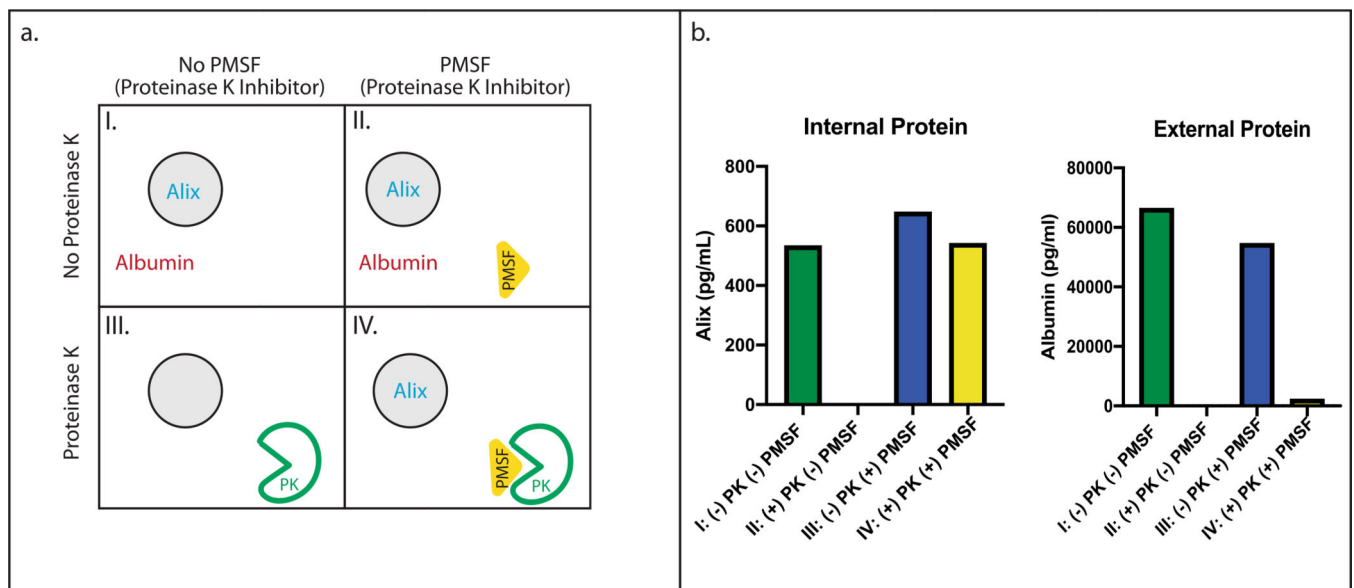 a.
No PMSF
(Proteinase K Inhibitor)
PMSF
(Proteinase K Inhibitor)
No Proteinase K
I.
Alix
Albumin
II.
Alix
Albumin
PMSF
Proteinase K
III.
PK
IV.
Alix
PMSF
PK
b.
Internal Protein
Alix (pg/mL)
800
600
400
200
0
I: (-) PK (-) PMSF
II: (+) PK (-) PMSF
III: (-) PK (+) PMSF
IV: (+) PK (+) PMSF
External Protein
Albumin (pg/ml)
80000
60000
40000
20000
0
I: (-) PK (-) PMSF
II: (+) PK (-) PMSF
III: (-) PK (+) PMSF
IV: (+) PK (+) PMSF